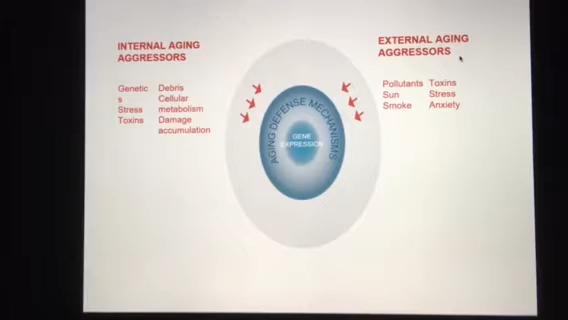 INTERNAL AGING
AGGRESSORS
Genetic
s
Stress
Toxins
Debris
Cellular
metabolism
Damage
accumulation
AGING DEFENSE MECHANISMS
GENE
EXPRESSION
EXTERNAL AGING
AGGRESSORS
Pollutants
Sun
Smoke
Toxins
Stress
Anxiety